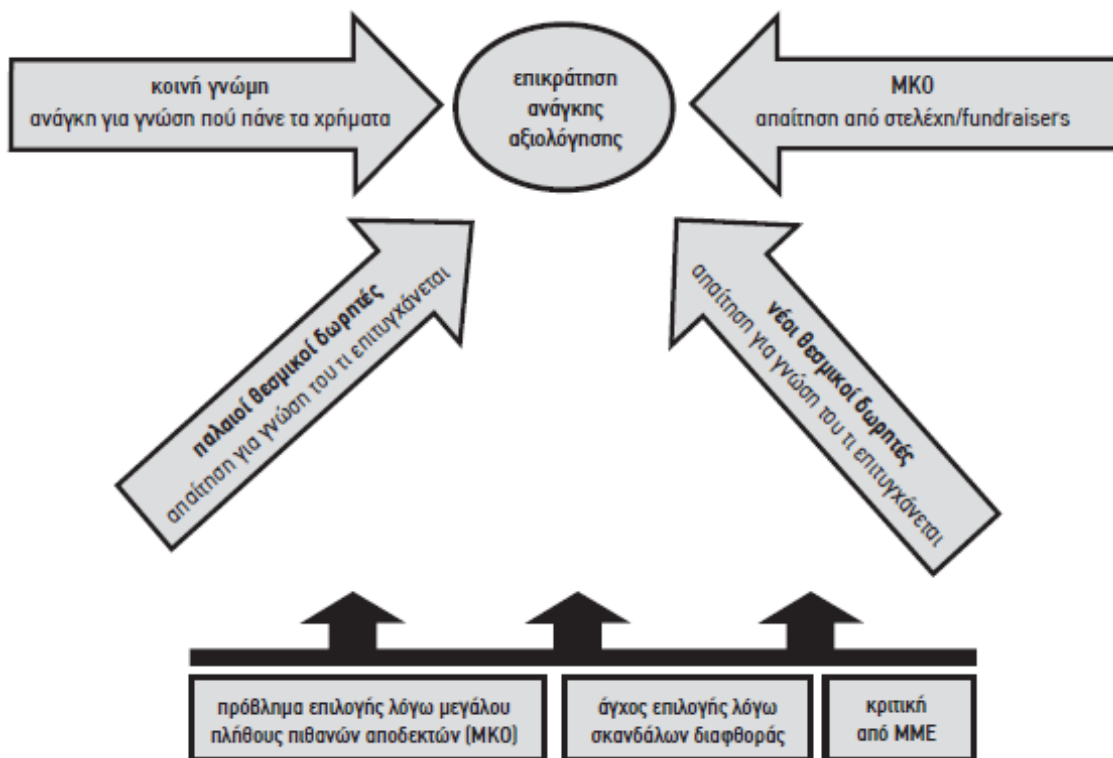 κοινή γνώμη
ανάγκη για γνώση πού πάνε τα χρήματα
επικράτηση
ανάγκης
αξιολόγησης
ΜΚΟ
απαίτηση από στελέχη/fundraisers
παλαιοί θεσμικοί δωρητές
απαίτηση για γνώση του τι επιτυγχάνεται
νέοι θεσμικοί δωρητές
απαίτηση για γνώση του τι επιτυγχάνεται
πρόβλημα επιλογής λόγω μεγάλου
πλήθους πιθανών αποδεκτών (ΜΚΟ)
άγχος επιλογής λόγω
σκανδάλων διαφθοράς
κριτική
από ΜΜΕ